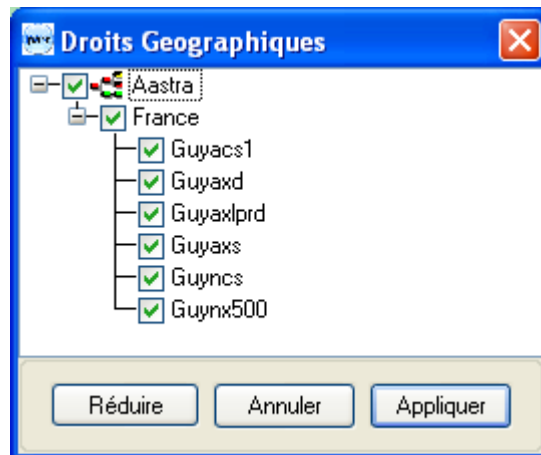 Droits Geographiques
Aastra
France
Guyacs1
Guyaxd
Guyaxlprd
Guyaxs
Guyncs
Guynx500
Réduire Annuler Appliquer